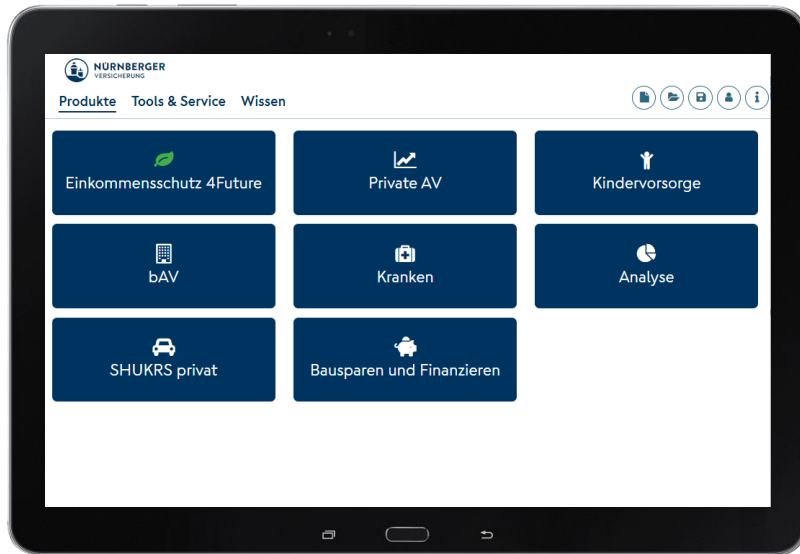 NÜRNBERGER
VERSICHERUNG
Produkte Tools & Service Wissen
Einkommensschutz 4Future Private AV Kindervorsorge
bAV Kranken Analyse
SHUKRS privat Bausparen und Finanzieren